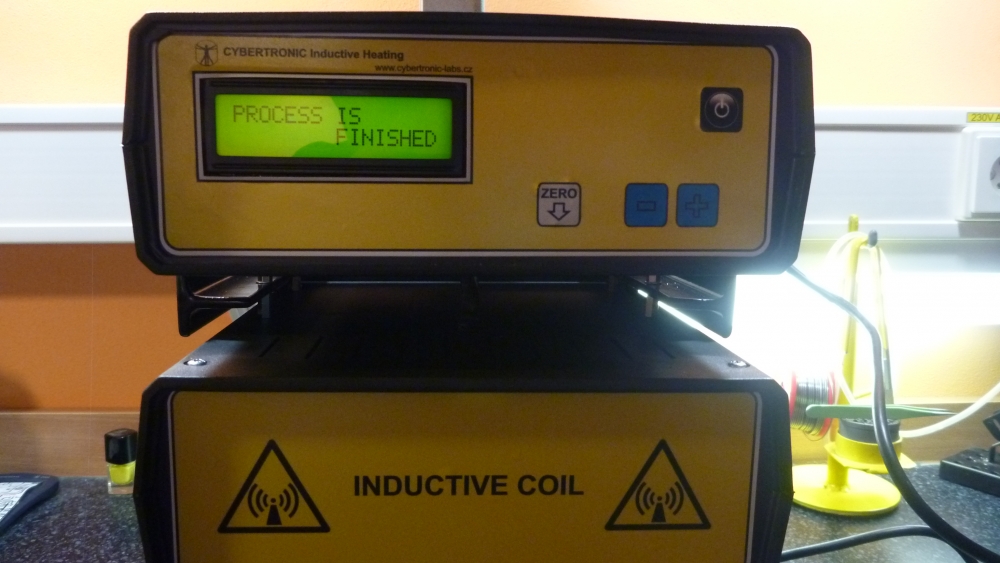 CYBERTRONIC Inductive Heating
www.cybertronic-labs.cz
PROCESS IS
FINISHED
ZERO
230V A
INDUCTIVE COIL